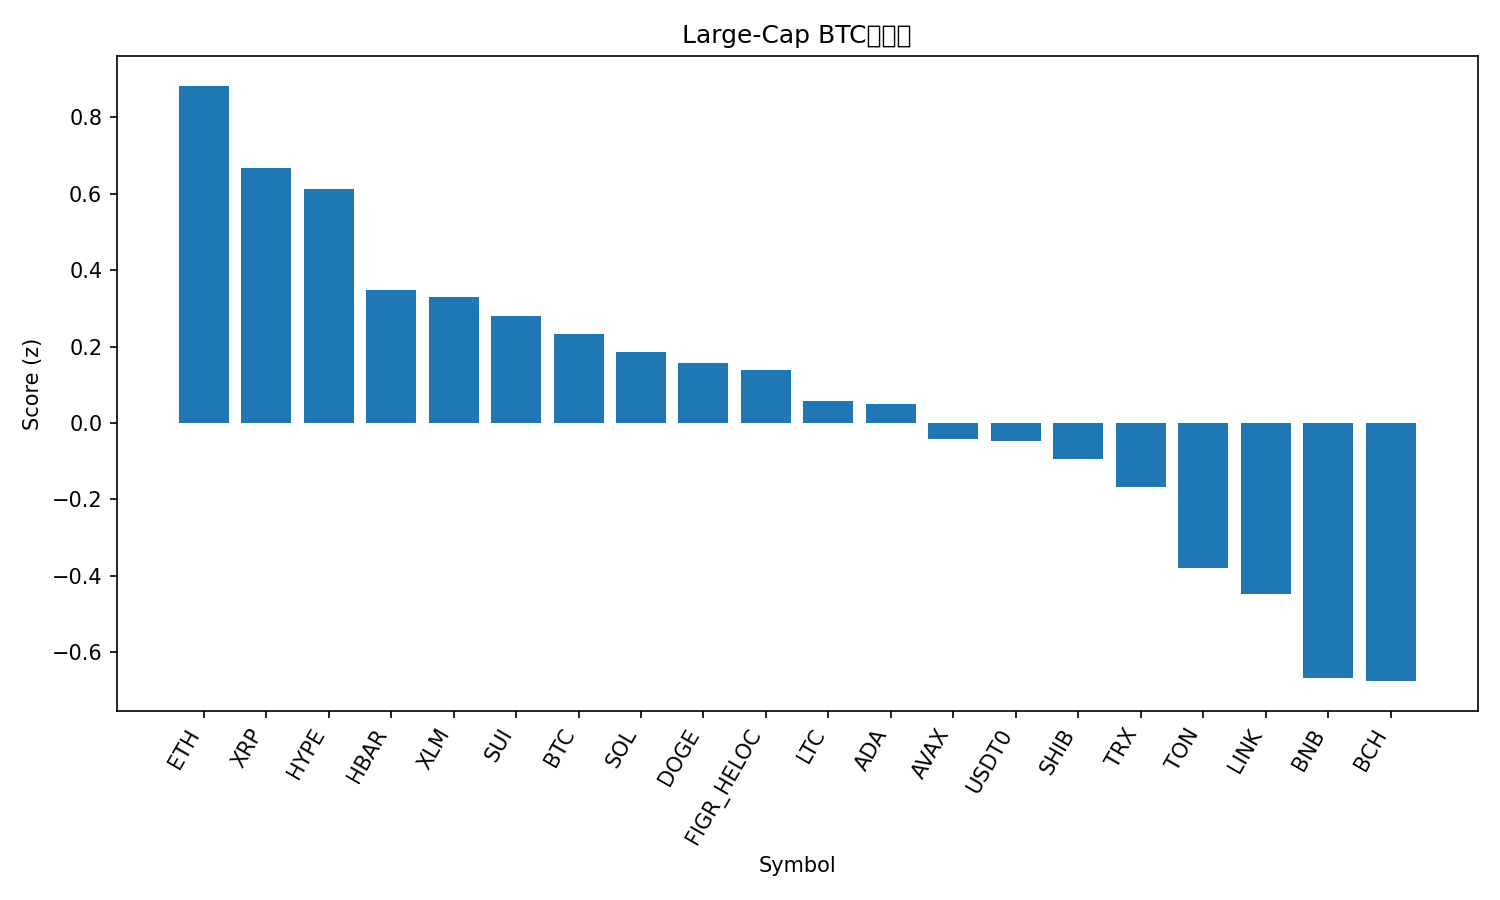 Large-Cap BTC
0.8
0.6
0.4
0.2
0.0
−0.2
−0.4
−0.6
Score (z)
ETH
XRP
HYPE
HBAR
XLM
SUI
BTC
SOL
DOGE
FIGR_HELOC
LTC
ADA
AVAX
USDT0
SHIB
TRX
TON
LINK
BNB
BCH
Symbol